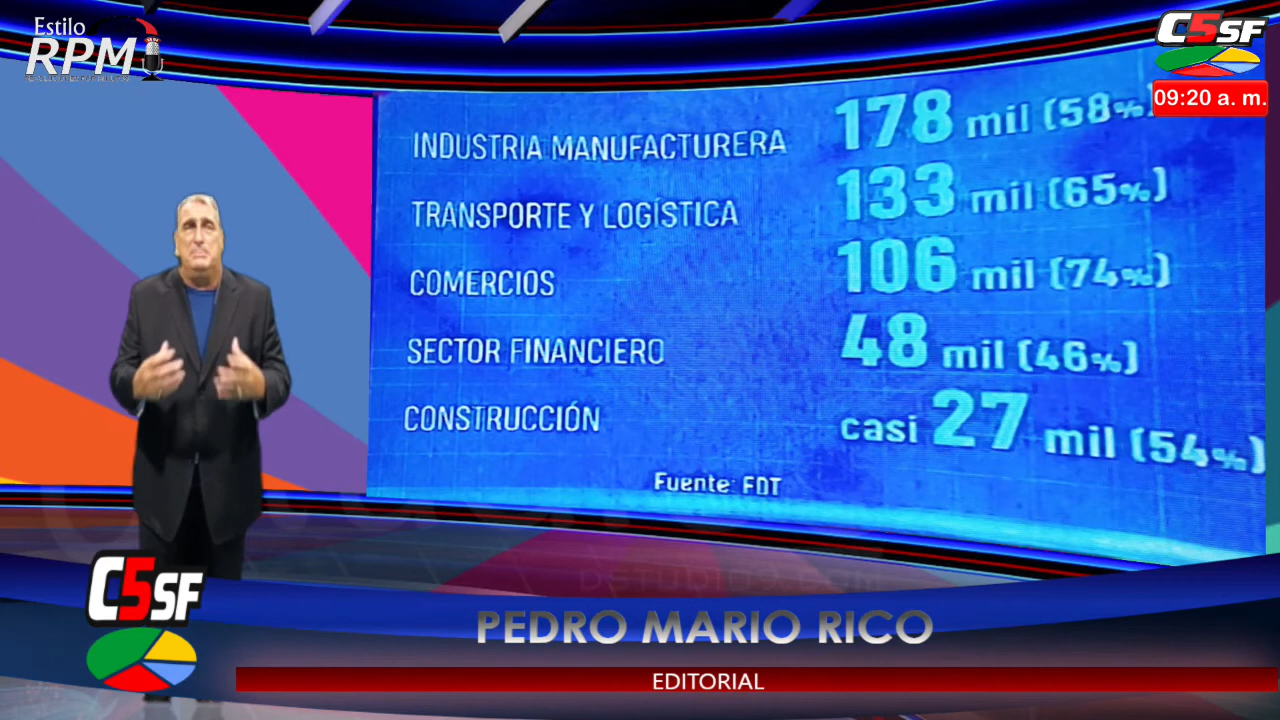 Estilo
RPM
C5SF
09:20 a. m.
INDUSTRIA MANUFACTURERA 178 mil (58%)
TRANSPORTE Y LOGÍSTICA 133 mil (65%)
COMERCIOS 106 mil (74%)
SECTOR FINANCIERO 48 mil (46%)
CONSTRUCCIÓN casi 27 mil (54%)
Fuente: FDT
C5SF
PEDRO MARIO RICO
EDITORIAL